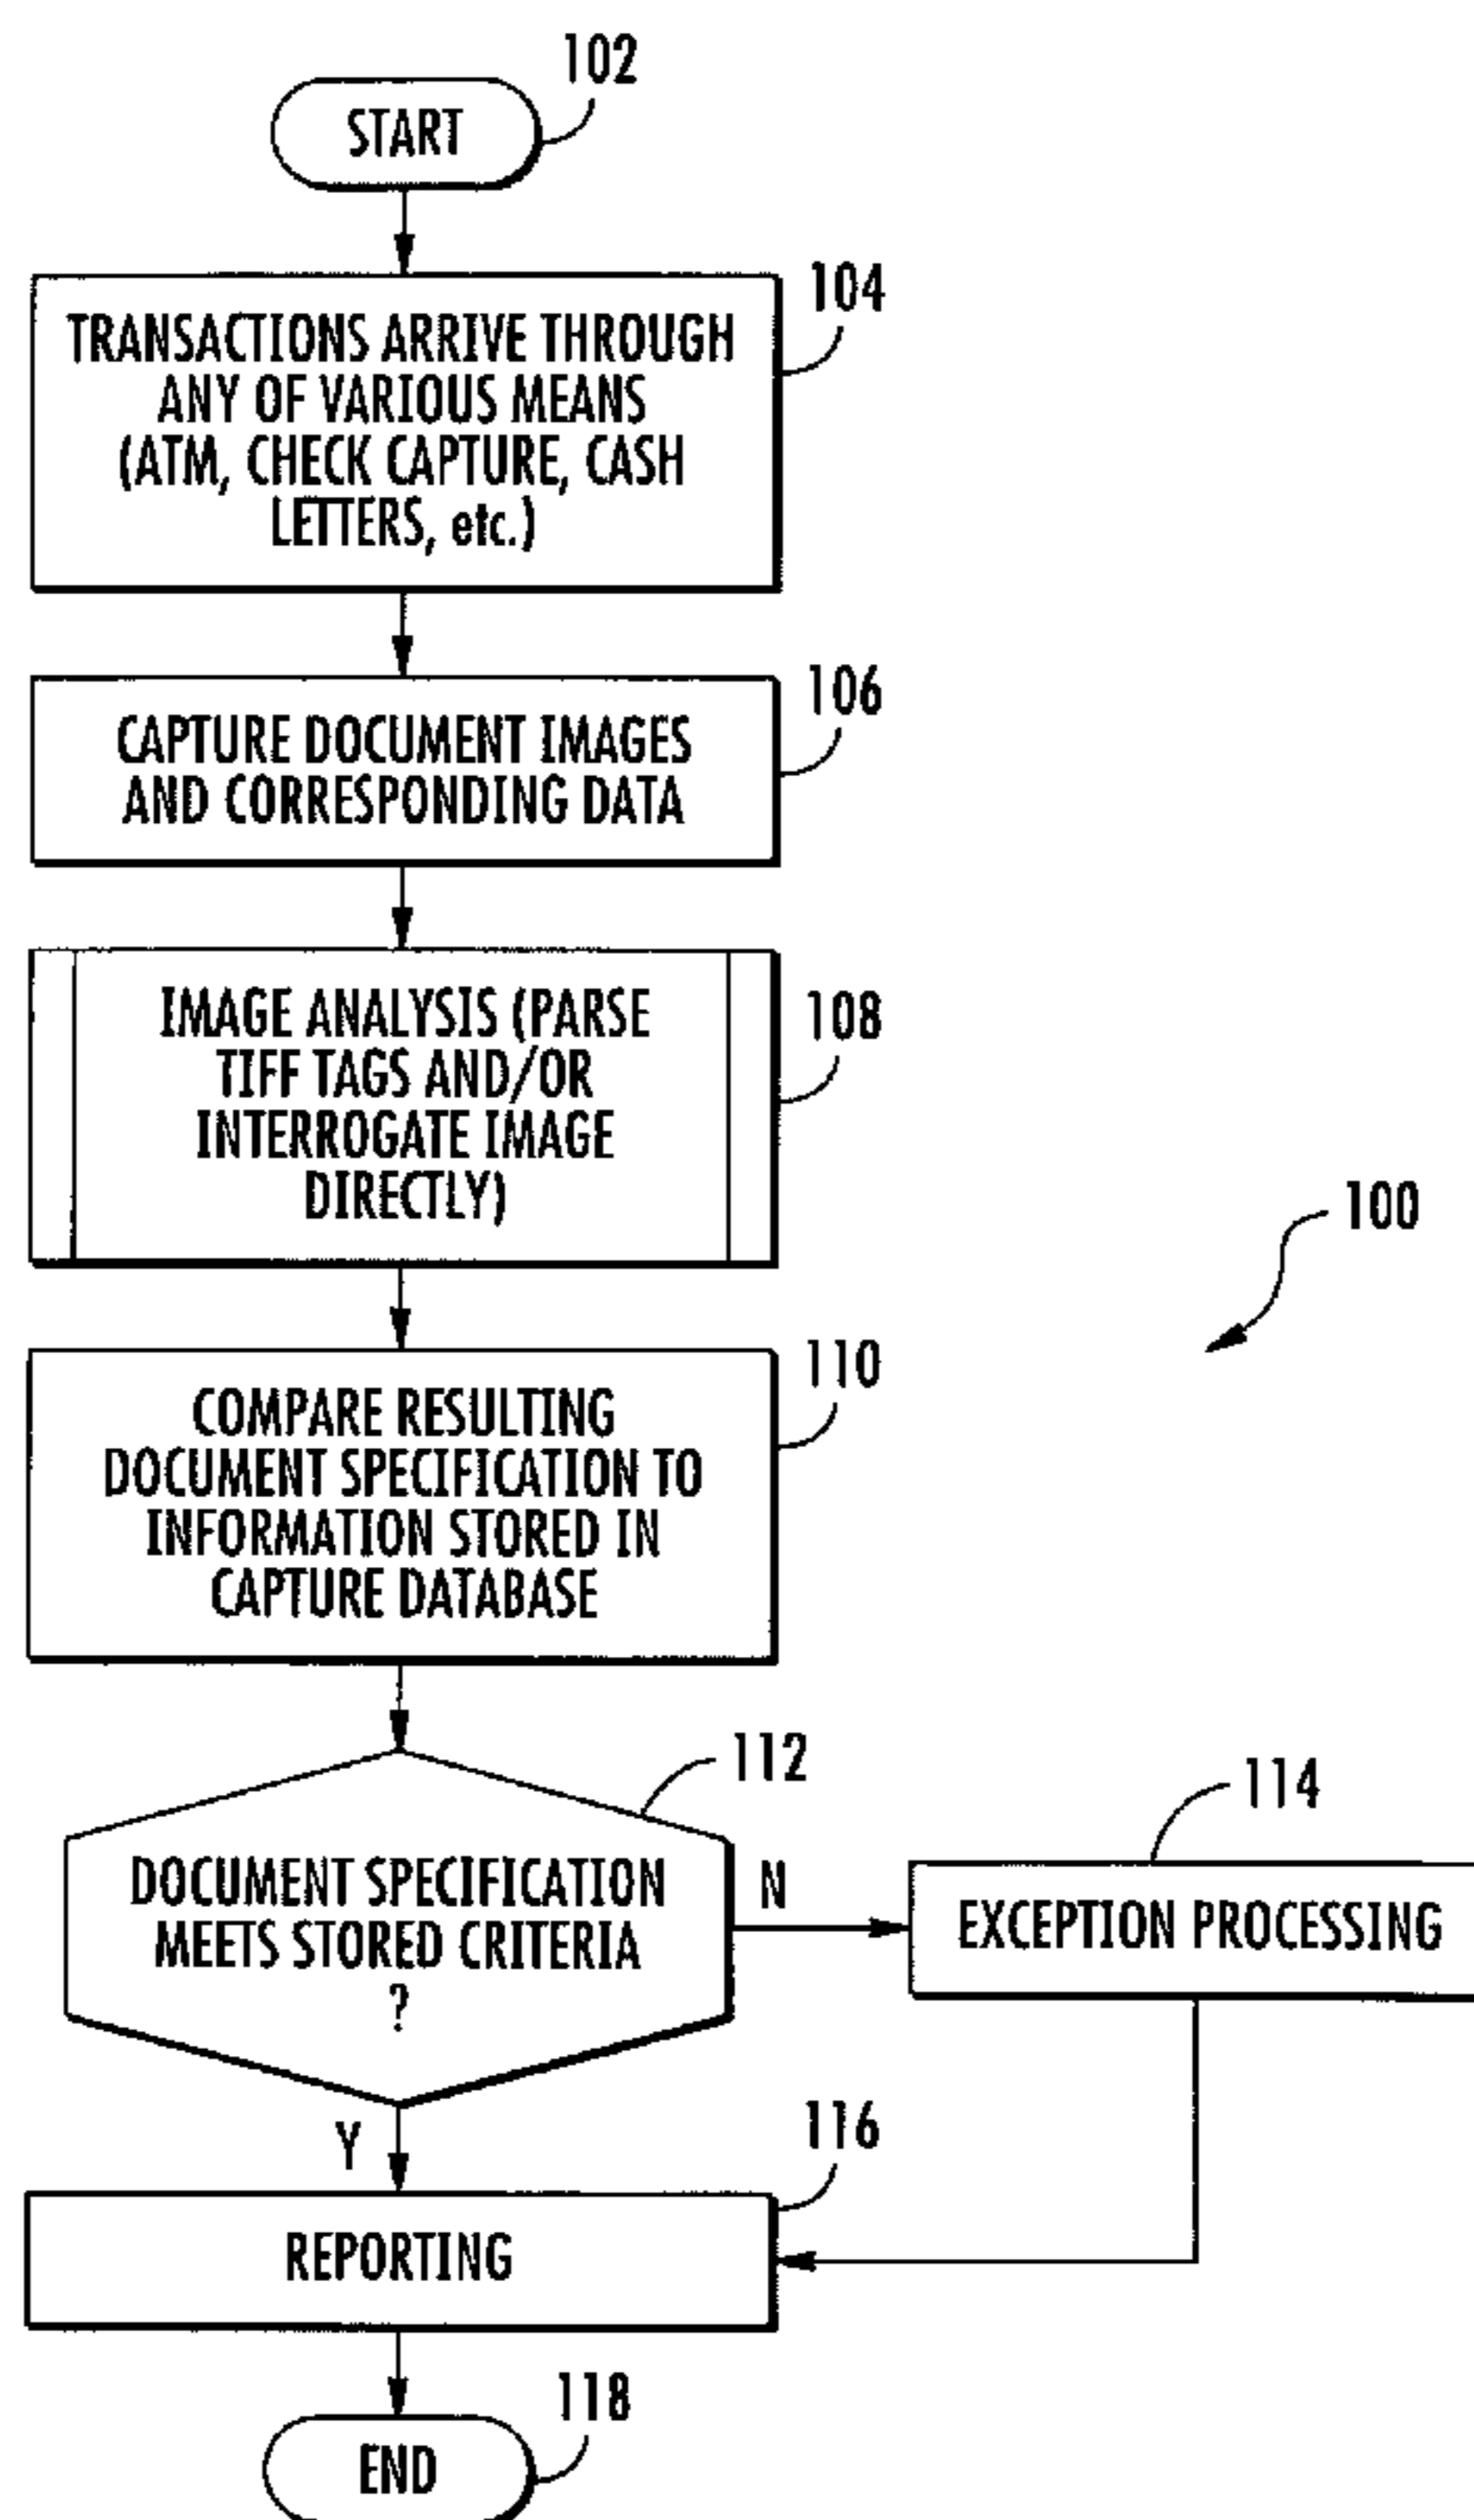 102
START
104
TRANSACTIONS ARRIVE THROUGH
ANY OF VARIOUS MEANS
(ATM, CHECK CAPTURE, CASH
LETTERS, etc.)
106
CAPTURE DOCUMENT IMAGES
AND CORRESPONDING DATA
108
IMAGE ANALYSIS (PARSE
TIFF TAGS AND/OR
INTERROGATE IMAGE
DIRECTLY)
100
110
COMPARE RESULTING
DOCUMENT SPECIFICATION TO
INFORMATION STORED IN
CAPTURE DATABASE
112
DOCUMENT SPECIFICATION
MEETS STORED CRITERIA
?
N
114
EXCEPTION PROCESSING
Y
116
REPORTING
118
END